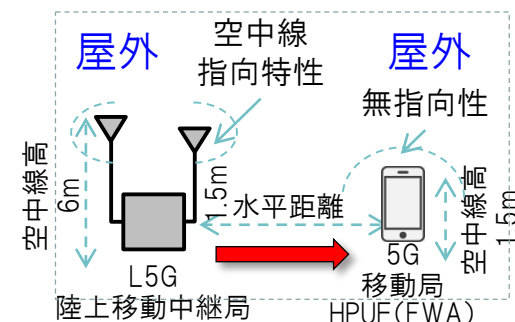 屋外
空中線
指向特性
屋外
無指向性
空中線高
6m
1.5m
水平距離
空中線高
1.5m
L5G
陸上移動中継局
5G
移動局
HPUE(FWA)